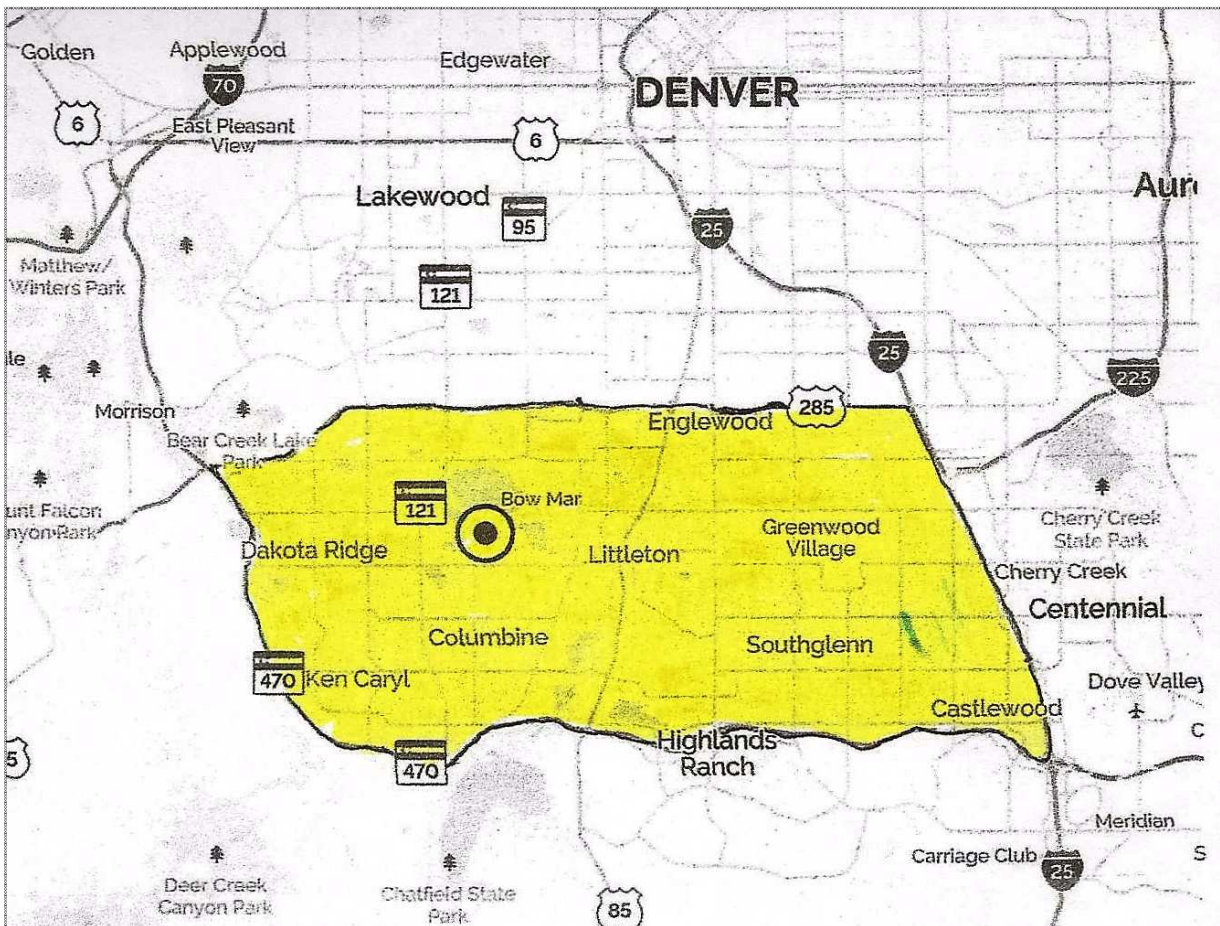 Golden
Applewood
Edgewater
70
DENVER
6
East Pleasant
View
6
Lakewood
95
25
Matthew/
Winters Park
121
25
225
Morrison
285
Englewood
Bear Creek Lake
Park
121
Bow Mar
Cherry Creek
State Park
Greenwood
Village
Dakota Ridge
Littleton
Cherry Creek
Centennial
Columbine
Southglenn
470
Ken Caryl
Dove Valley
Castlewood
C
Highlands
Ranch
470
5
Meridian
Carriage Club
S
25
Deer Creek
Canyon Park
Chatfield State
Park
85